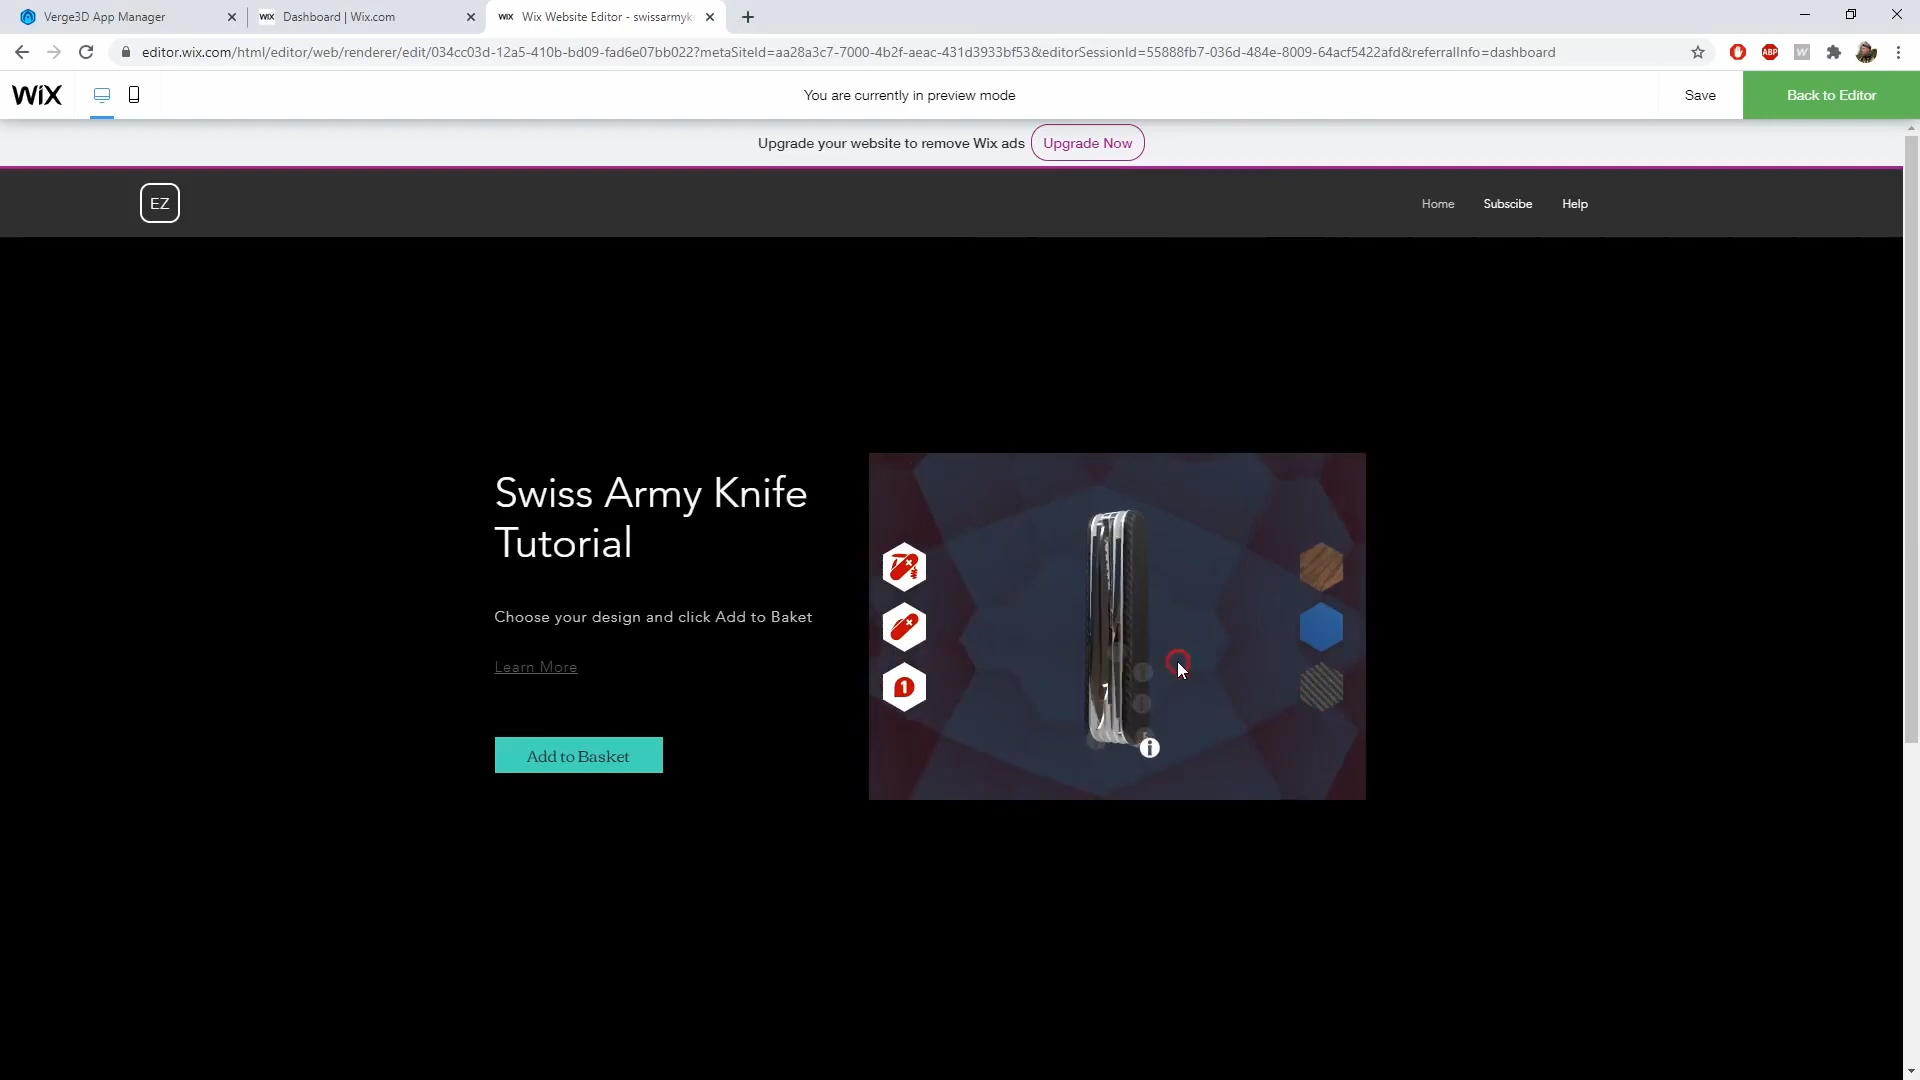 Verge3D App Manager
WIX Dashboard | Wix.com
WIX Wix Website Editor - swissarmyk
editor.wix.com/html/editor/web/renderer/edit/034cc03d-12a5-410b-bd09-fad6e07bb022?metaSiteId=aa28a3c7-7000-4b2f-aeac-431d3933bf53&editorSessionId=55888fb7-036d-484e-8009-64acf5422afd&referralInfo=dashboard
ABP
W
WiX
You are currently in preview mode
Save
Back to Editor
Upgrade your website to remove Wix ads
Upgrade Now
EZ
Home
Subscibe
Help
Swiss Army Knife
Tutorial
Choose your design and click Add to Baket
Learn More
Add to Basket
1
i